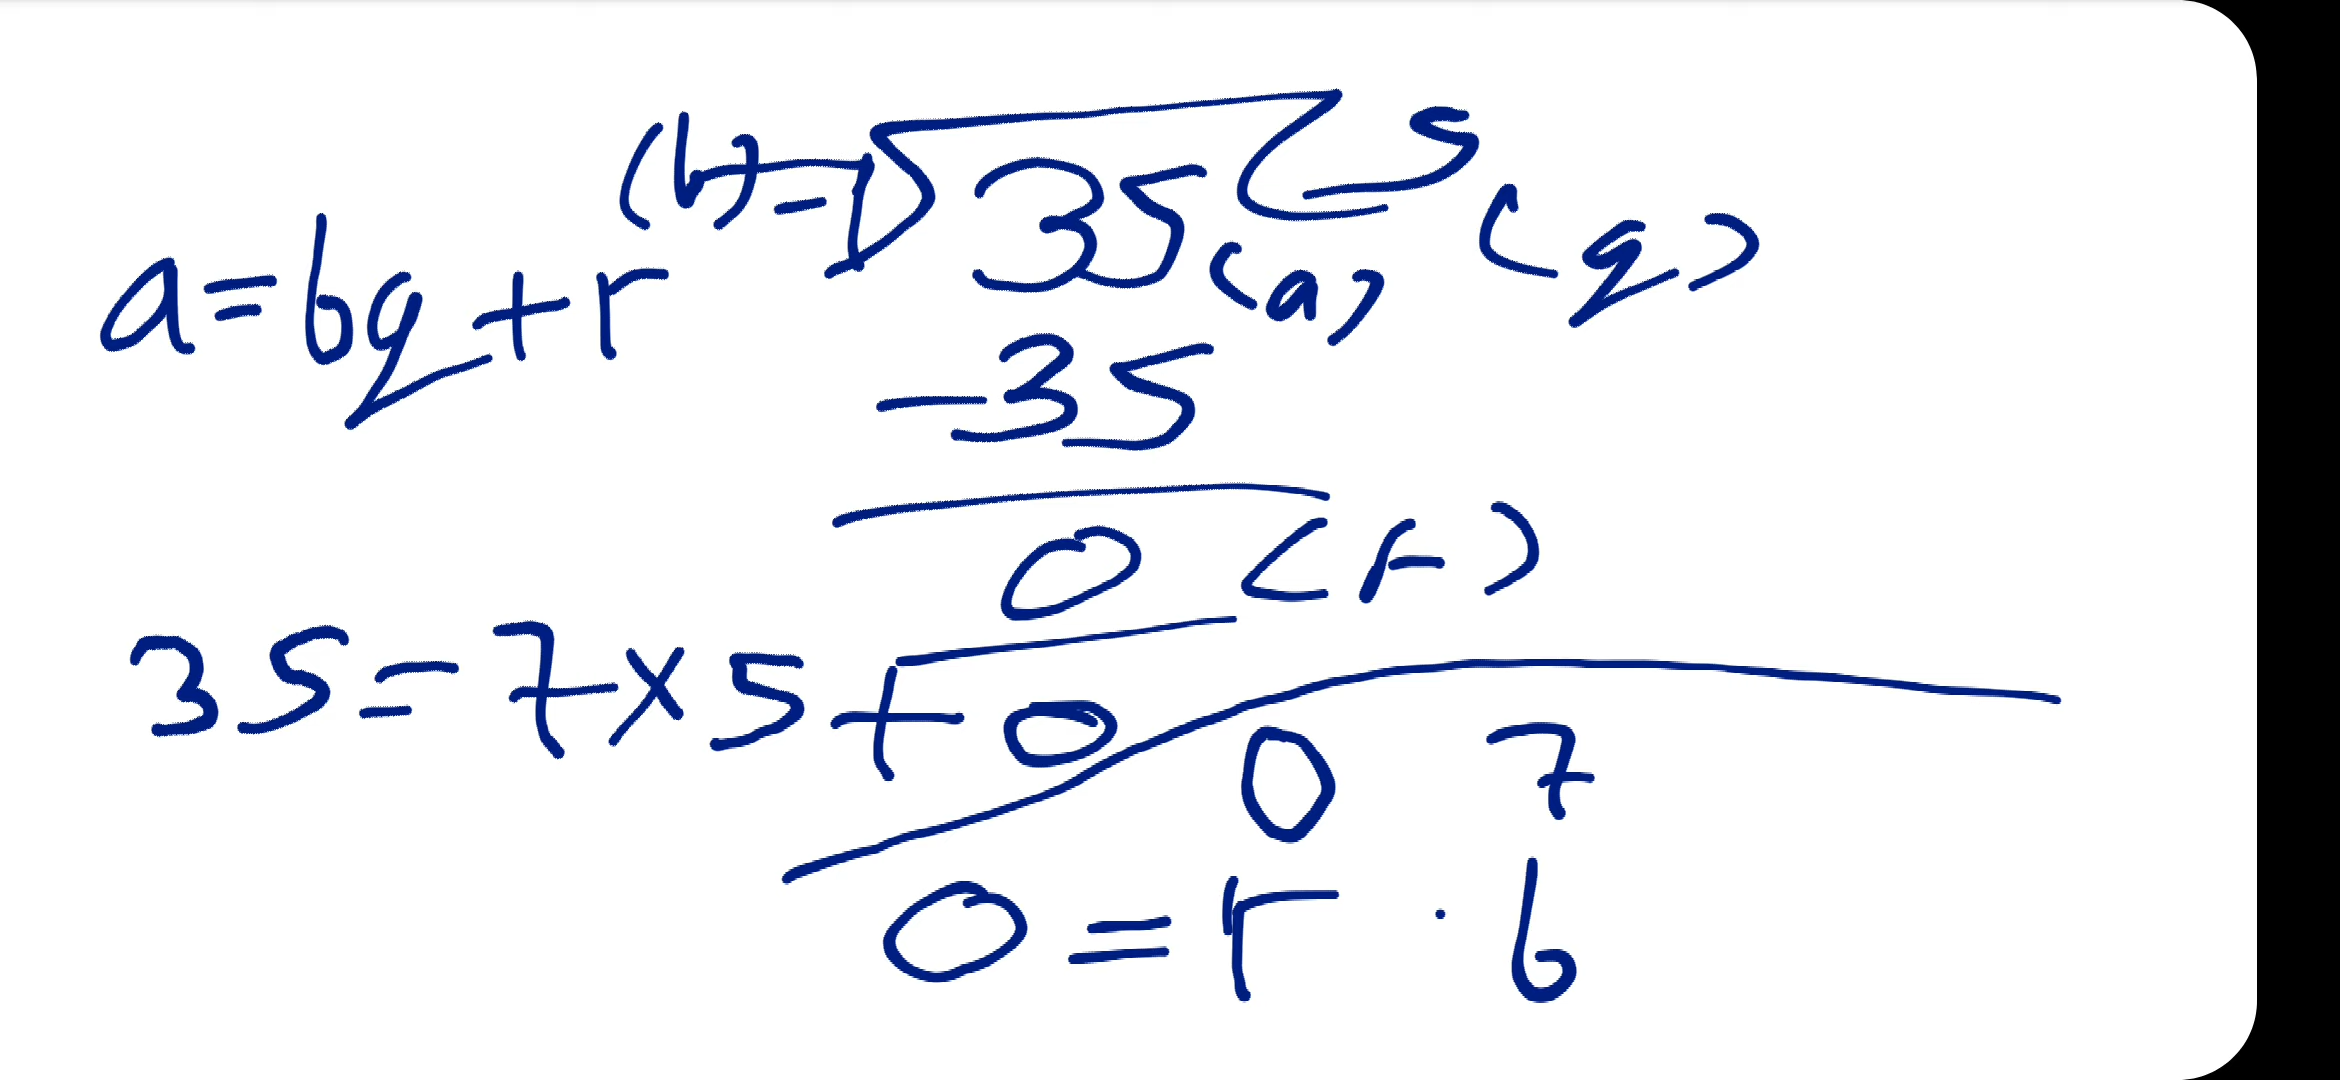 (b) 7 35 (a) 5 (q)
a = bq + r
- 35
0 (r)
35 = 7 x 5 + 0
0 7
0 = r . b